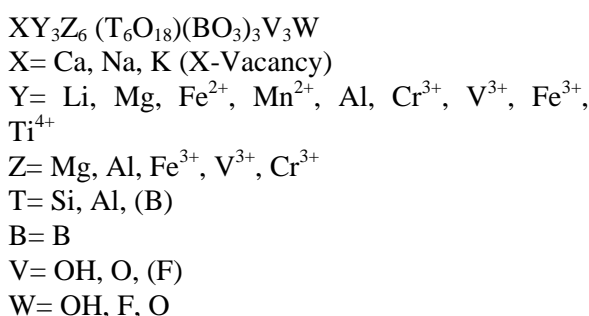 XY₃Z₆ (T₆O₁₈)(BO₃)₃V₃W
X= Ca, Na, K (X-Vacancy)
Y= Li, Mg, Fe²⁺, Mn²⁺, Al, Cr³⁺, V³⁺, Fe³⁺,
Ti⁴⁺
Z= Mg, Al, Fe³⁺, V³⁺, Cr³⁺
T= Si, Al, (B)
B= B
V= OH, O, (F)
W= OH, F, O